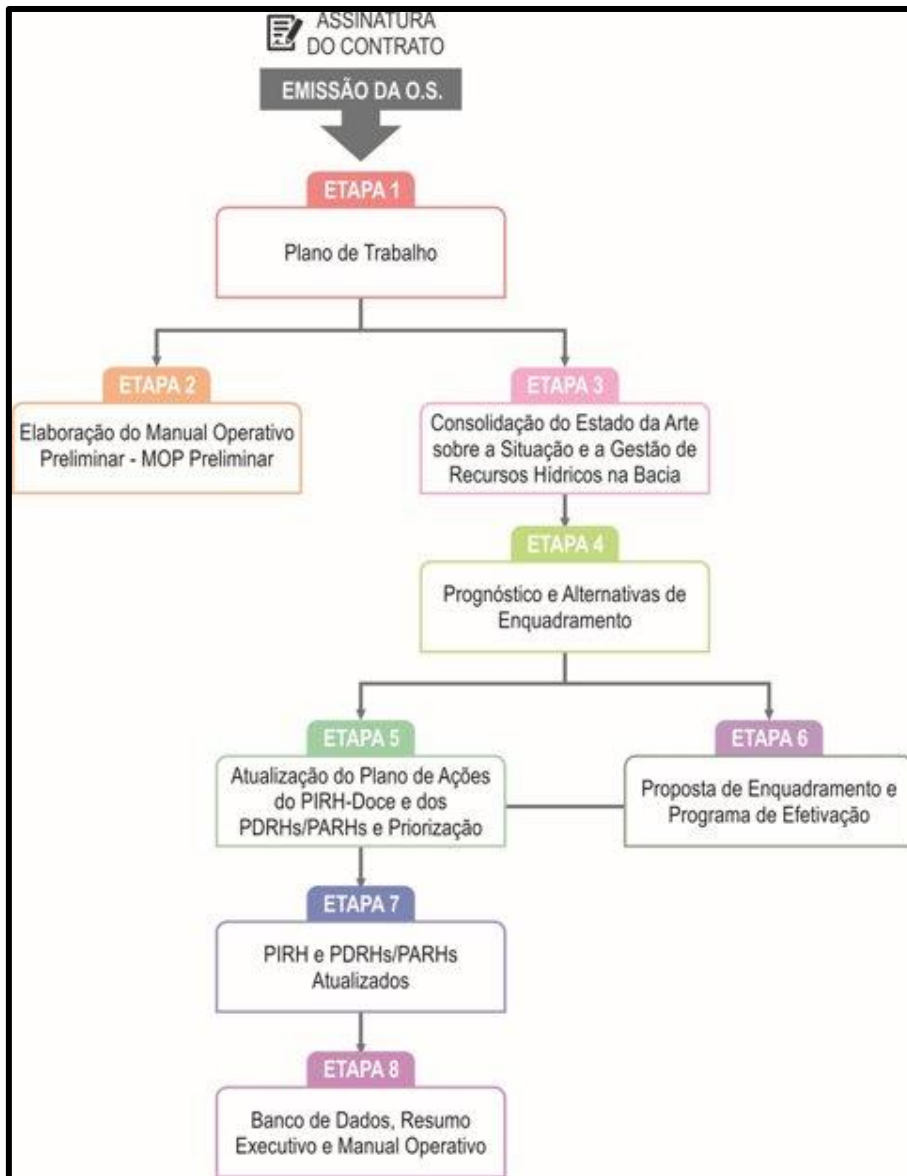 ASSINATURA
DO CONTRATO
EMISSÃO DA O.S.
ETAPA 1
Plano de Trabalho
ETAPA 2
Elaboração do Manual Operativo
Preliminar - MOP Preliminar
ETAPA 3
Consolidação do Estado da Arte
sobre a Situação e a Gestão de
Recursos Hídricos na Bacia
ETAPA 4
Prognóstico e Alternativas de
Enquadramento
ETAPA 5
Atualização do Plano de Ações
do PIRH-Doce e dos
PDRHs/PARHs e Priorização
ETAPA 6
Proposta de Enquadramento e
Programa de Efetivação
ETAPA 7
PIRH e PDRHs/PARHs
Atualizados
ETAPA 8
Banco de Dados, Resumo
Executivo e Manual Operativo